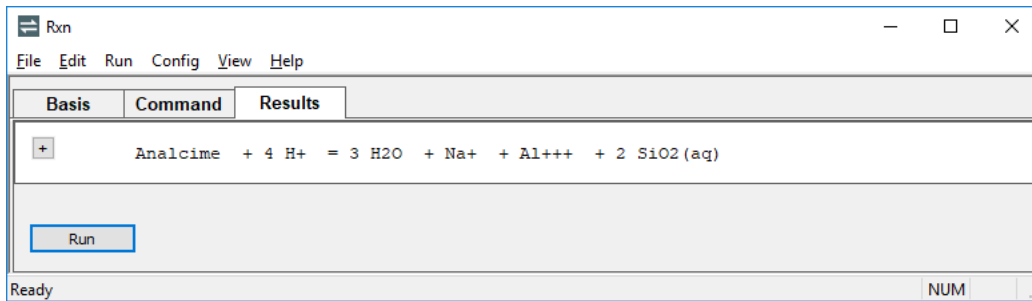 Rxn
File Edit Run Config View Help
Basis Command Results
+ Analcime + 4 H+ = 3 H2O + Na+ + Al+++ + 2 SiO2(aq)
Run
Ready NUM